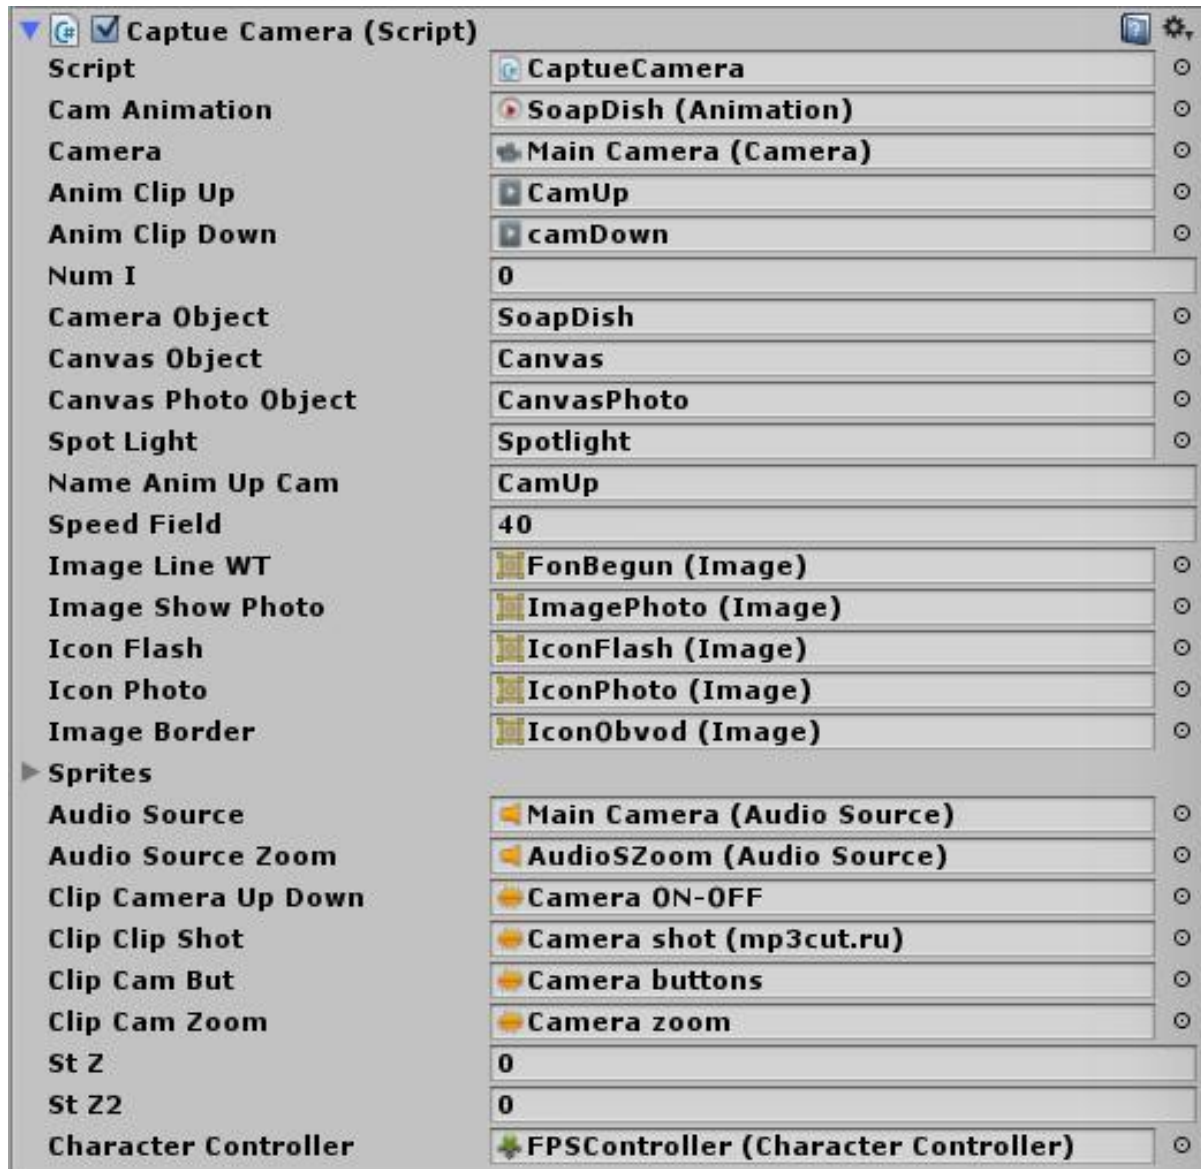 Captue Camera (Script)
Script CaptueCamera
Cam Animation SoapDish (Animation)
Camera Main Camera (Camera)
Anim Clip Up CamUp
Anim Clip Down camDown
Num I 0
Camera Object SoapDish
Canvas Object Canvas
Canvas Photo Object CanvasPhoto
Spot Light Spotlight
Name Anim Up Cam CamUp
Speed Field 40
Image Line WT FonBegun (Image)
Image Show Photo ImagePhoto (Image)
Icon Flash IconFlash (Image)
Icon Photo IconPhoto (Image)
Image Border IconObvod (Image)
Sprites
Audio Source Main Camera (Audio Source)
Audio Source Zoom AudioSZoom (Audio Source)
Clip Camera Up Down Camera ON-OFF
Clip Clip Shot Camera shot (mp3cut.ru)
Clip Cam But Camera buttons
Clip Cam Zoom Camera zoom
St Z 0
St Z2 0
Character Controller FPSController (Character Controller)